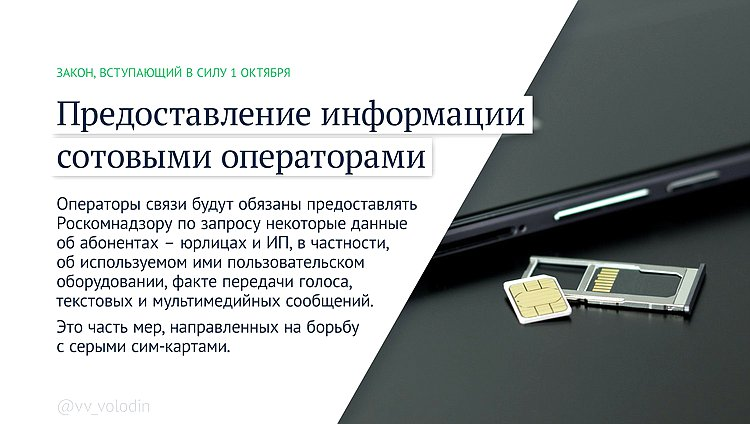 ЗАКОН, ВСТУПАЮЩИЙ В СИЛУ 1 ОКТЯБРЯ
Предоставление информации
сотовыми операторами
Операторы связи будут обязаны предоставлять
Роскомнадзору по запросу некоторые данные
об абонентах – юрлицах и ИП, в частности,
об используемом ими пользовательском
оборудовании, факте передачи голоса,
текстовых и мультимедийных сообщений.
Это часть мер, направленных на борьбу
с серыми сим-картами.
@vv_volodin